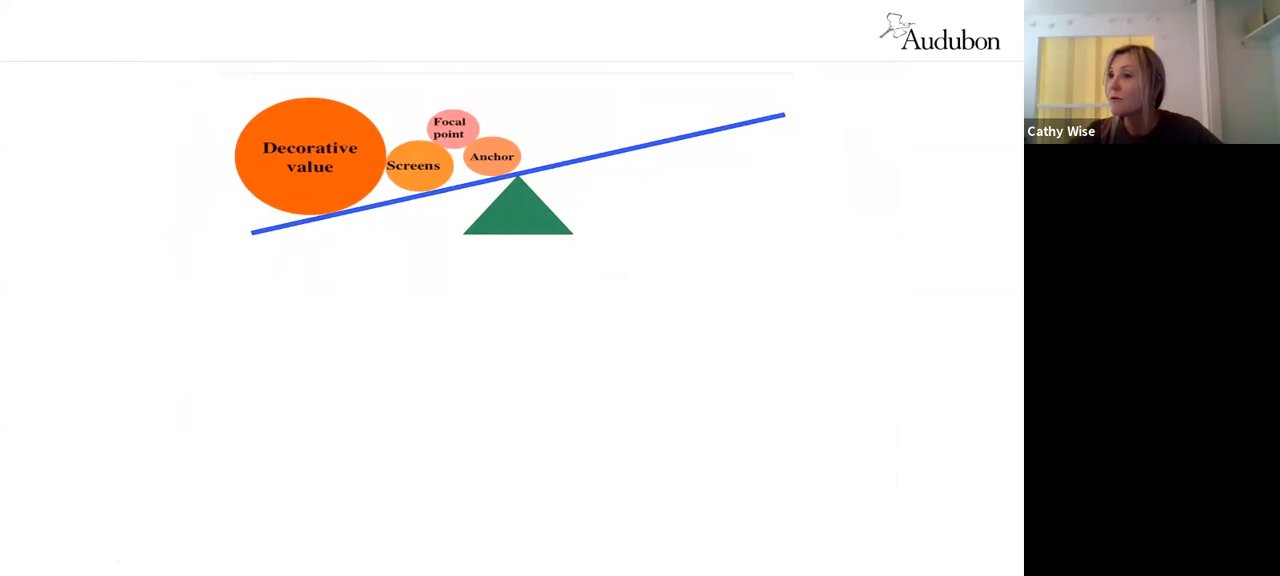 Audubon
Cathy Wise
Focal
point
Decorative
value
Screens
Anchor